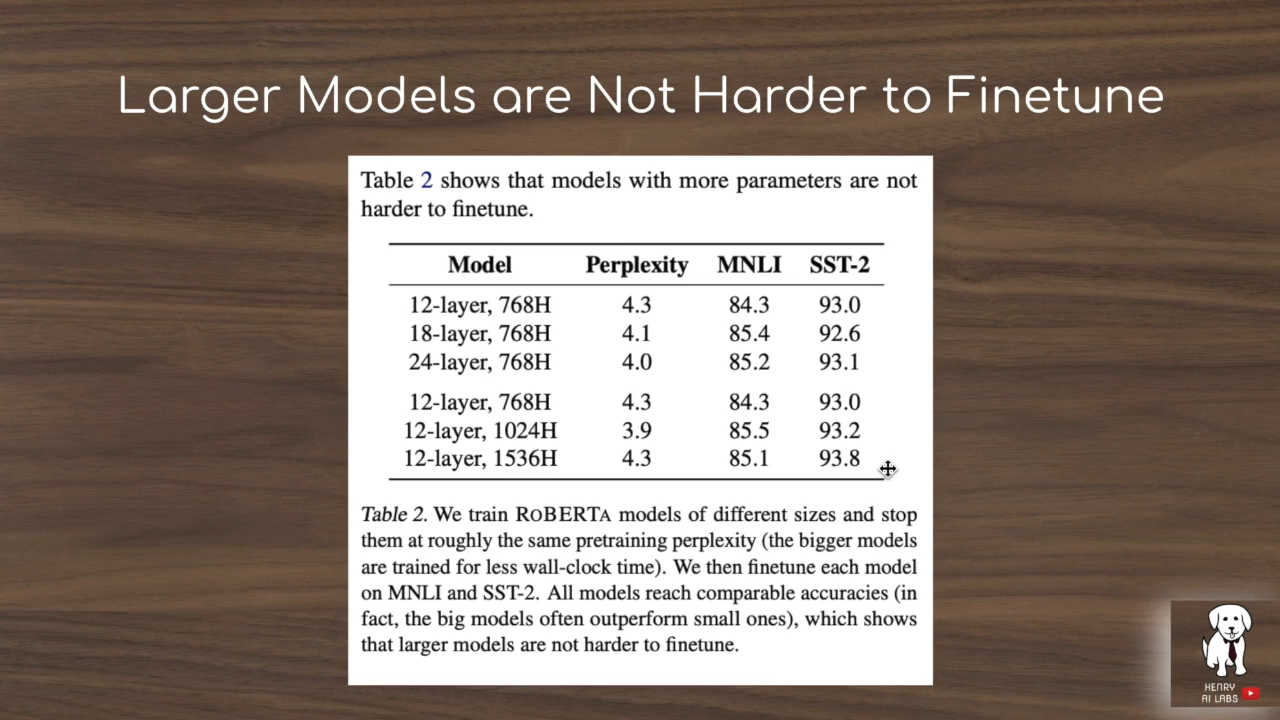 Larger Models are Not Harder to Finetune
Table 2 shows that models with more parameters are not
harder to finetune.
Model Perplexity MNLI SST-2
12-layer, 768H 4.3 84.3 93.0
18-layer, 768H 4.1 85.4 92.6
24-layer, 768H 4.0 85.2 93.1
12-layer, 768H 4.3 84.3 93.0
12-layer, 1024H 3.9 85.5 93.2
12-layer, 1536H 4.3 85.1 93.8
Table 2. We train ROBERTA models of different sizes and stop
them at roughly the same pretraining perplexity (the bigger models
are trained for less wall-clock time). We then finetune each model
on MNLI and SST-2. All models reach comparable accuracies (in
fact, the big models often outperform small ones), which shows
that larger models are not harder to finetune.
HENRY
AI LABS